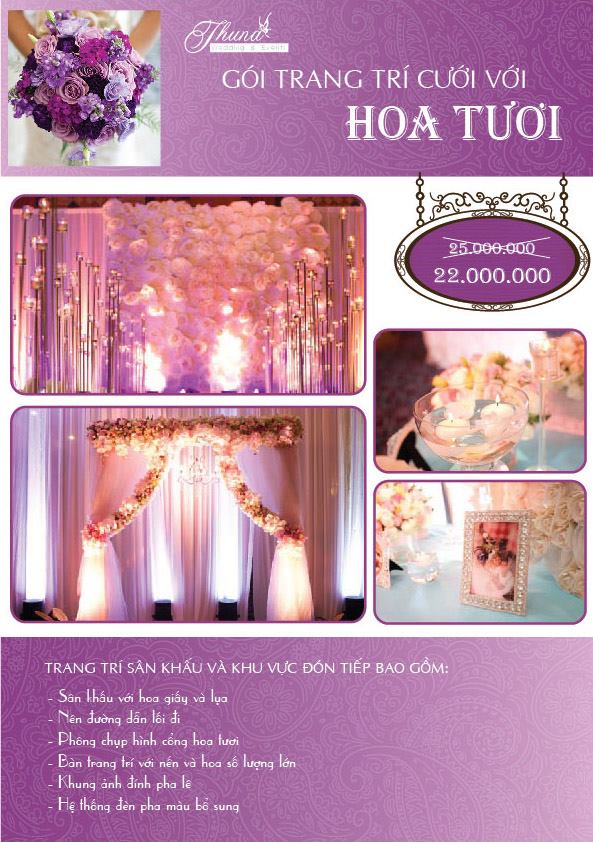 Thuna
Wedding & Events
GÓI TRANG TRÍ CƯỚI VỚI
HOA TƯƠI
25.000.000
22.000.000
TRANG TRÍ SÂN KHẤU VÀ KHU VỰC ĐÓN TIẾP BAO GỒM:
- Sân khấu với hoa giấy và lụa
- Nến đường dẫn lối đi
- Phông chụp hình cổng hoa tươi
- Bàn trang trí với nến và hoa số lượng lớn
- Khung ảnh đính pha lê
- Hệ thống đèn pha màu bổ sung